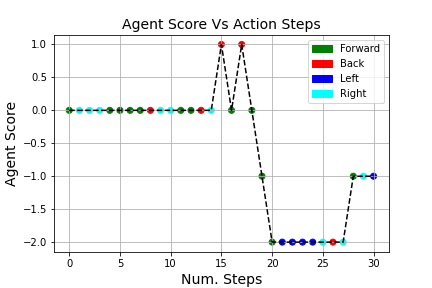 Agent Score Vs Action Steps
Agent Score
1.0
0.5
0.0
−0.5
−1.0
−1.5
−2.0
Forward
Back
Left
Right
0 5 10 15 20 25 30
Num. Steps